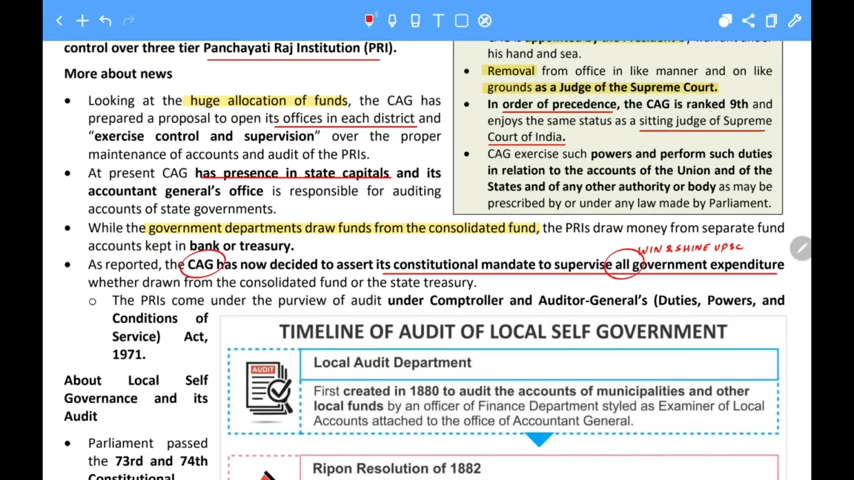 control over three tier Panchayati Raj Institution (PRI).
More about news
• Looking at the huge allocation of funds, the CAG has
prepared a proposal to open its offices in each district and
“exercise control and supervision” over the proper
maintenance of accounts and audit of the PRIs.
• At present CAG has presence in state capitals and its
accountant general’s office is responsible for auditing
accounts of state governments.
his hand and sea.
• Removal from office in like manner and on like
grounds as a Judge of the Supreme Court.
• In order of precedence, the CAG is ranked 9th and
enjoys the same status as a sitting judge of Supreme
Court of India.
• CAG exercise such powers and perform such duties
in relation to the accounts of the Union and of the
States and of any other authority or body as may be
prescribed by or under any law made by Parliament.
• While the government departments draw funds from the consolidated fund, the PRIs draw money from separate fund
accounts kept in bank or treasury.
WIN & SHINE UPSC
• As reported, the CAG has now decided to assert its constitutional mandate to supervise all government expenditure
whether drawn from the consolidated fund or the state treasury.
o The PRIs come under the purview of audit under Comptroller and Auditor-General’s (Duties, Powers, and
Conditions of
Service) Act,
1971.
About Local Self
Governance and its
Audit
• Parliament passed
the 73rd and 74th
Constitutional
TIMELINE OF AUDIT OF LOCAL SELF GOVERNMENT
AUDIT
Local Audit Department
First created in 1880 to audit the accounts of municipalities and other
local funds by an officer of Finance Department styled as Examiner of Local
Accounts attached to the office of Accountant General.
Ripon Resolution of 1882